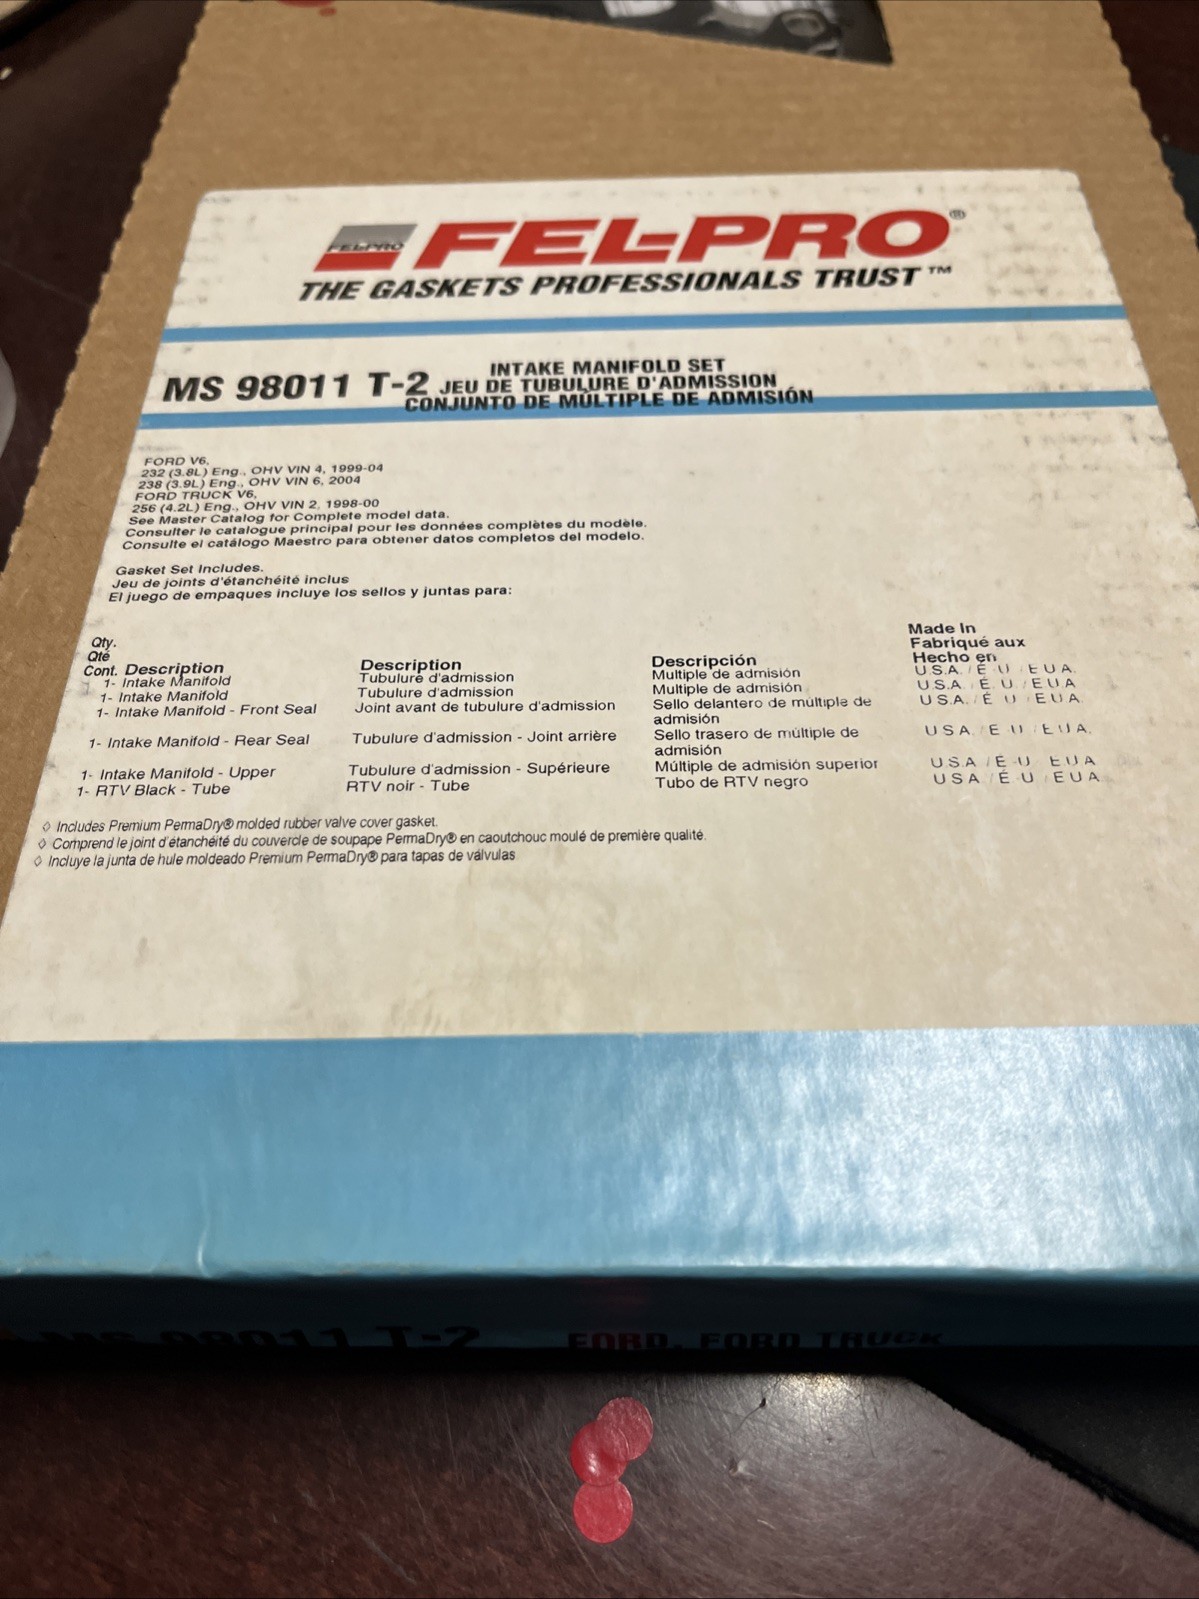 FEL-PRO
FEL-PRO®
THE GASKETS PROFESSIONALS TRUST™
MS 98011 T-2
INTAKE MANIFOLD SET
JEU DE TUBULURE D'ADMISSION
CONJUNTO DE MÚLTIPLE DE ADMISIÓN
FORD V6,
232 (3.8L) Eng., OHV VIN 4, 1999-04
238 (3.9L) Eng., OHV VIN 6, 2004
FORD TRUCK V6,
256 (4.2L) Eng., OHV VIN 2, 1998-00
See Master Catalog for Complete model data.
Consulter le catalogue principal pour les données complètes du modèle.
Consulte el catálogo Maestro para obtener datos completos del modelo.
Gasket Set Includes.
Jeu de joints d'étanchéité inclus
El juego de empaques incluye los sellos y juntas para:
Qty.
Qté
Cont. Description Description Descripción
Made In
Fabriqué aux
Hecho en
1- Intake Manifold Tubulure d'admission Multiple de admisión U.S.A. / É U / EUA.
1- Intake Manifold Tubulure d'admission Multiple de admisión U.S.A. / É. U / EUA
1- Intake Manifold - Front Seal Joint avant de tubulure d'admission Sello delantero de múltiple de admisión U.S.A. / É U / EUA
1- Intake Manifold - Rear Seal Tubulure d'admission - Joint arrière Sello trasero de múltiple de admisión USA / É U / EUA.
1- Intake Manifold - Upper Tubulure d'admission - Supérieure Múltiple de admisión superior U.S.A / É-U / EUA
1- RTV Black - Tube RTV noir - Tube Tubo de RTV negro USA / É-U / EUA
◊ Includes Premium PermaDry® molded rubber valve cover gasket.
◊ Comprend le joint d'étanchéité du couvercle de soupape PermaDry® en caoutchouc moulé de première qualité.
◊ Incluye la junta de hule moldeado Premium PermaDry® para tapas de válvulas
MS 98011 T-2 FORD, FORD TRUCK